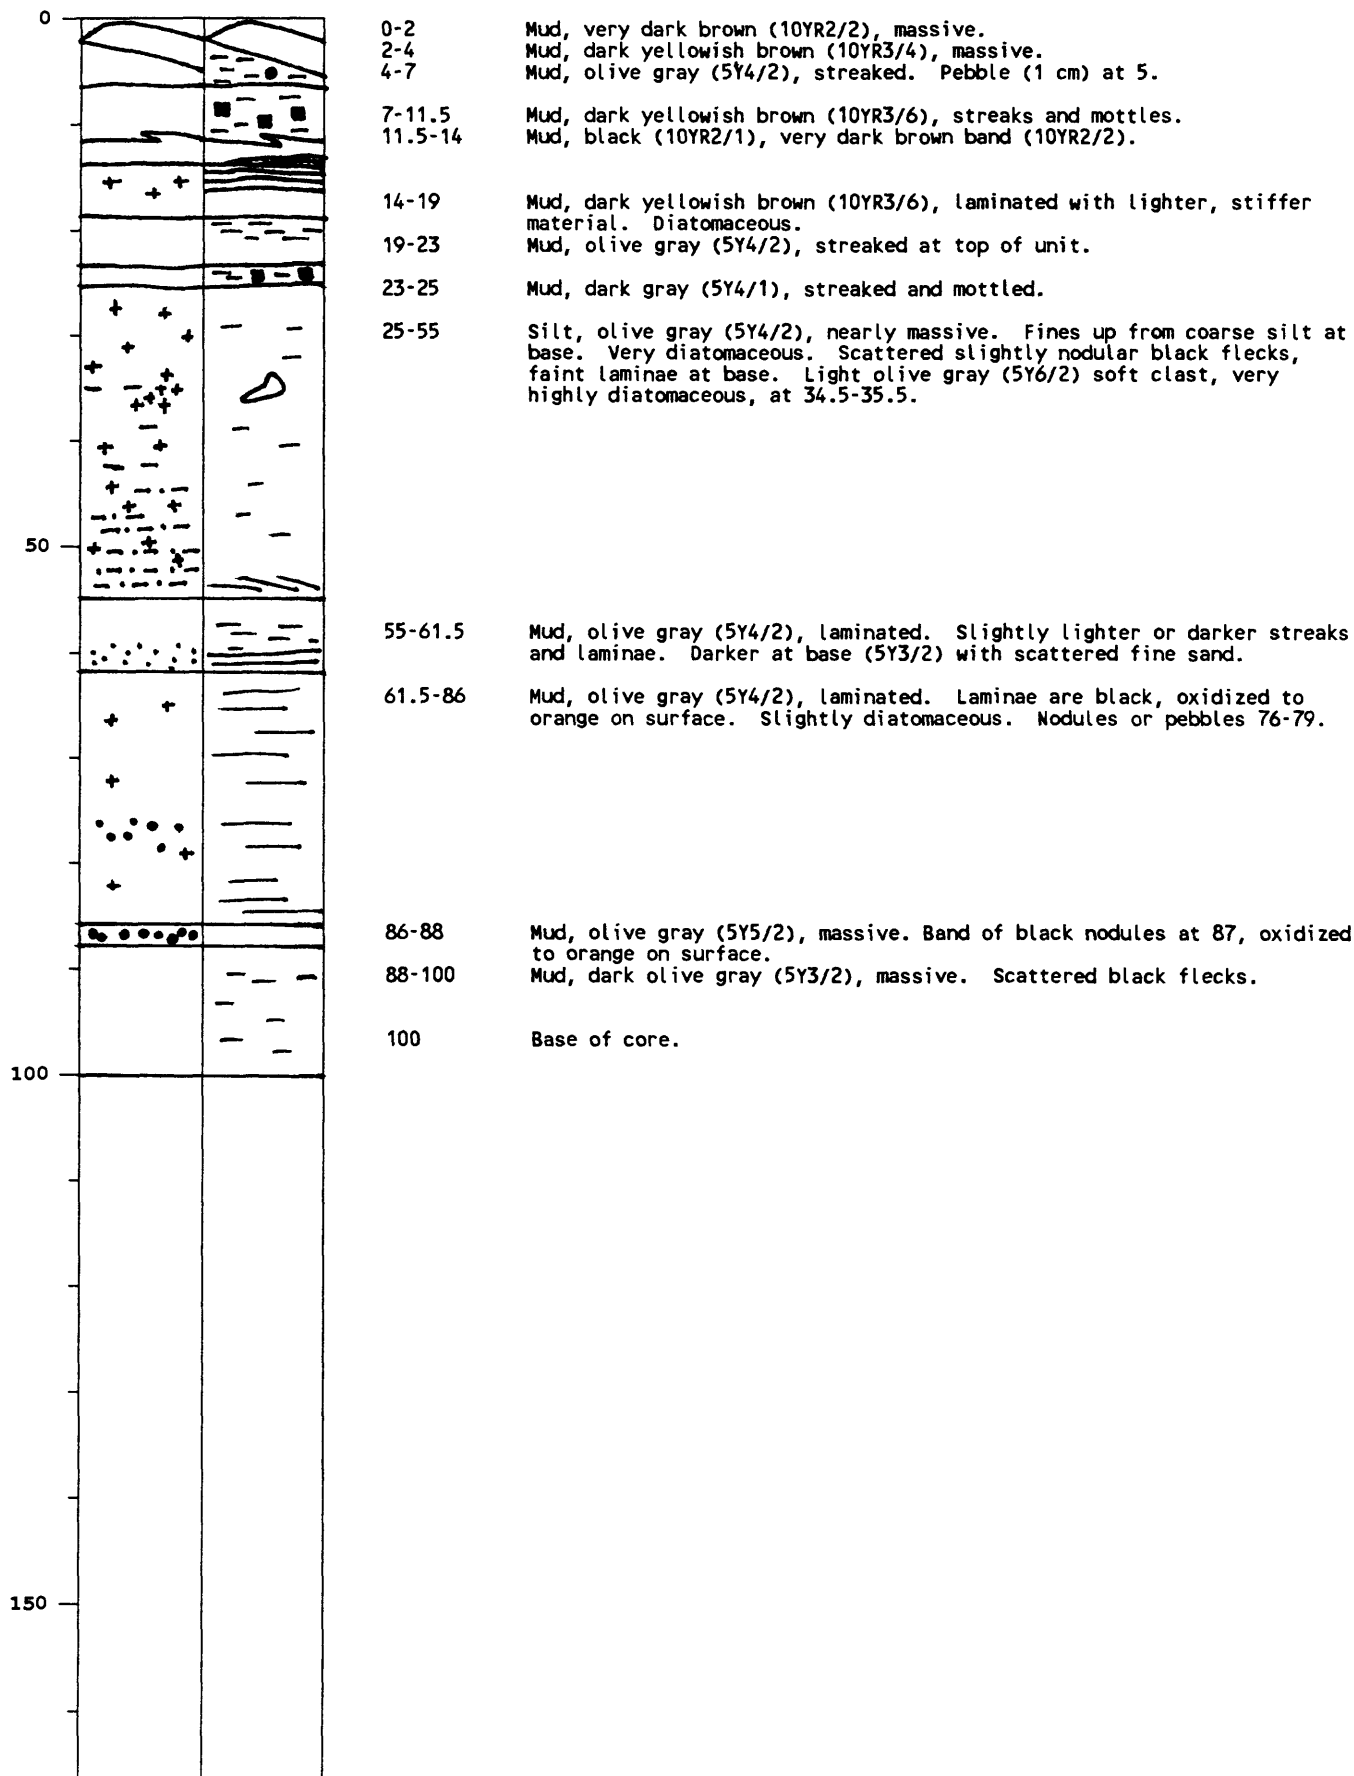 0
0-2 Mud, very dark brown (10YR2/2), massive.
2-4 Mud, dark yellowish brown (10YR3/4), massive.
4-7 Mud, olive gray (5Y4/2), streaked. Pebble (1 cm) at 5.
7-11.5 Mud, dark yellowish brown (10YR3/6), streaks and mottles.
11.5-14 Mud, black (10YR2/1), very dark brown band (10YR2/2).
14-19 Mud, dark yellowish brown (10YR3/6), laminated with lighter, stiffer
material. Diatomaceous.
19-23 Mud, olive gray (5Y4/2), streaked at top of unit.
23-25 Mud, dark gray (5Y4/1), streaked and mottled.
25-55 Silt, olive gray (5Y4/2), nearly massive. Fines up from coarse silt at
base. Very diatomaceous. Scattered slightly nodular black flecks,
faint laminae at base. Light olive gray (5Y6/2) soft clast, very
highly diatomaceous, at 34.5-35.5.
50
55-61.5 Mud, olive gray (5Y4/2), laminated. Slightly lighter or darker streaks
and laminae. Darker at base (5Y3/2) with scattered fine sand.
61.5-86 Mud, olive gray (5Y4/2), laminated. Laminae are black, oxidized to
orange on surface. Slightly diatomaceous. Nodules or pebbles 76-79.
86-88 Mud, olive gray (5Y5/2), massive. Band of black nodules at 87, oxidized
to orange on surface.
88-100 Mud, dark olive gray (5Y3/2), massive. Scattered black flecks.
100 Base of core.
100
150